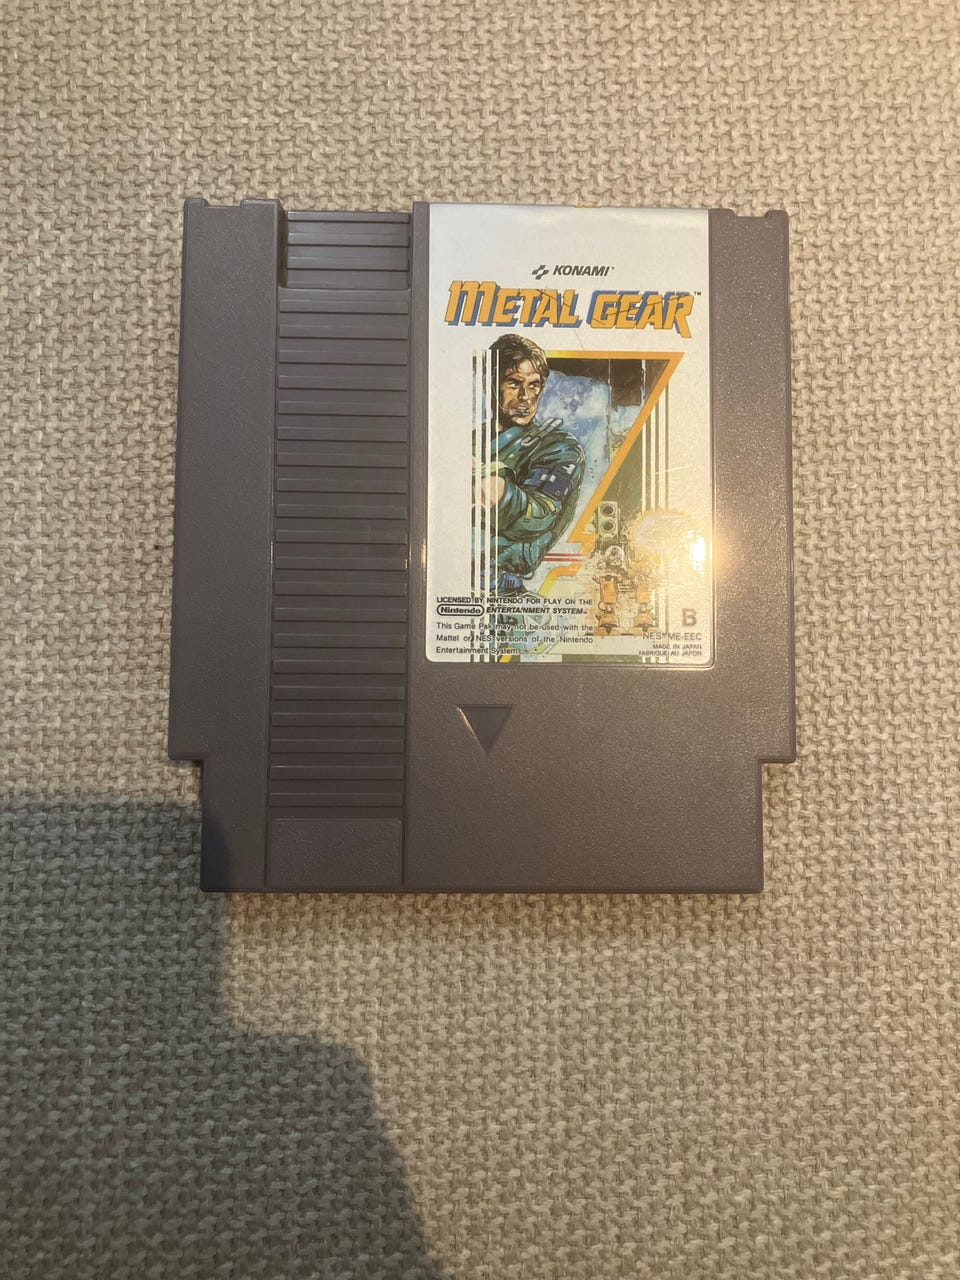 KONAMI®
METAL GEAR™
LICENSED BY NINTENDO FOR PLAY ON THE
Nintendo ENTERTAINMENT SYSTEM™
This Game Pak may not be used with the
Mattel or NES versions of the Nintendo
Entertainment System.
B
NES-ME-EEC
MADE IN JAPAN
FABRIQUÉ AU JAPON